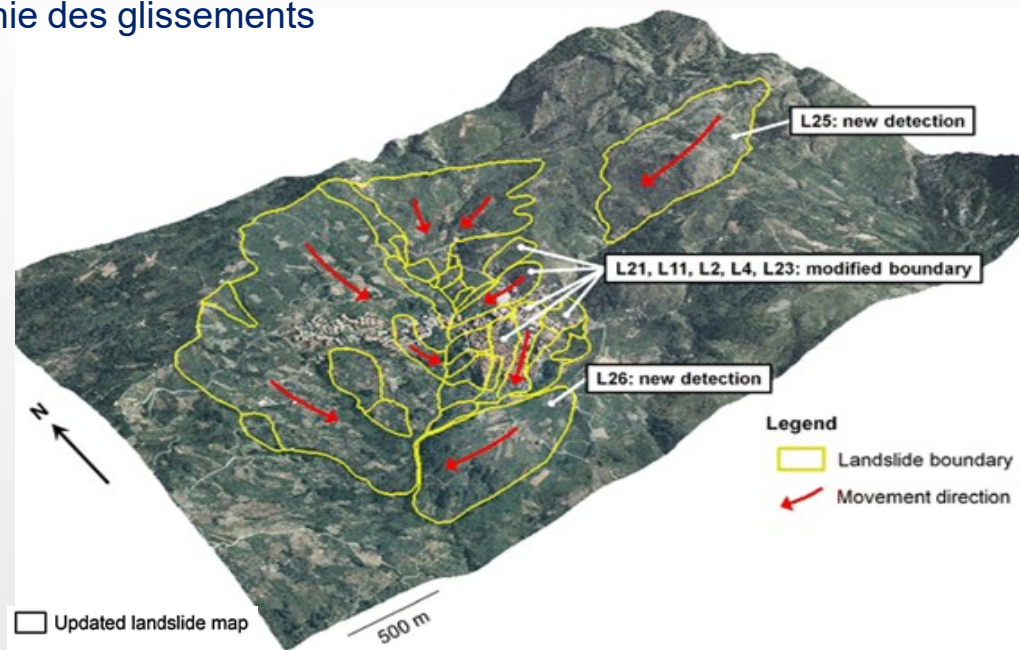 des glissements
L25: new detection
L21, L11, L2, L4, L23: modified boundary
L26: new detection
N
Legend
Landslide boundary
Movement direction
Updated landslide map
500 m